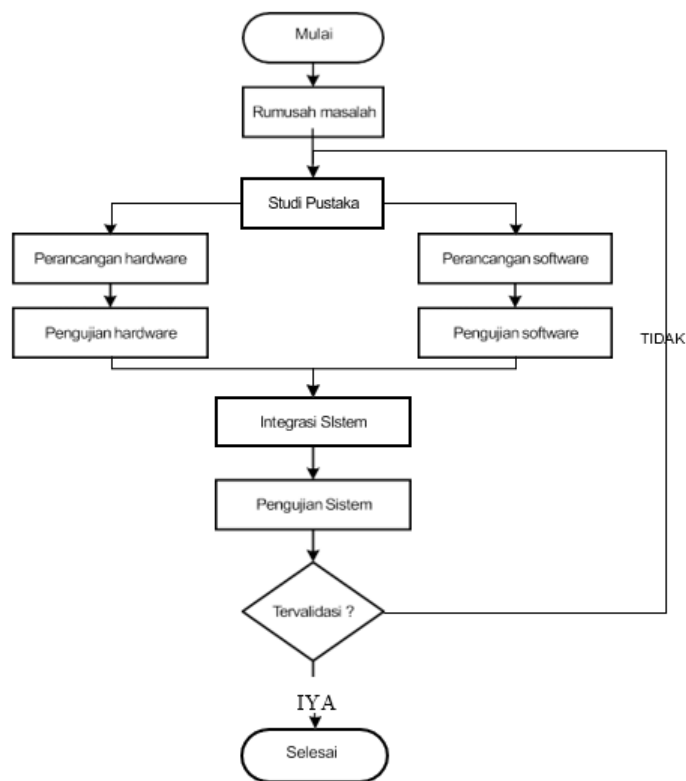 Mulai
Rumusah masalah
Studi Pustaka
Perancangan hardware
Perancangan software
Pengujian hardware
Pengujian software
TIDAK
Integrasi SIstem
Pengujian Sistem
Tervalidasi ?
IYA
Selesai